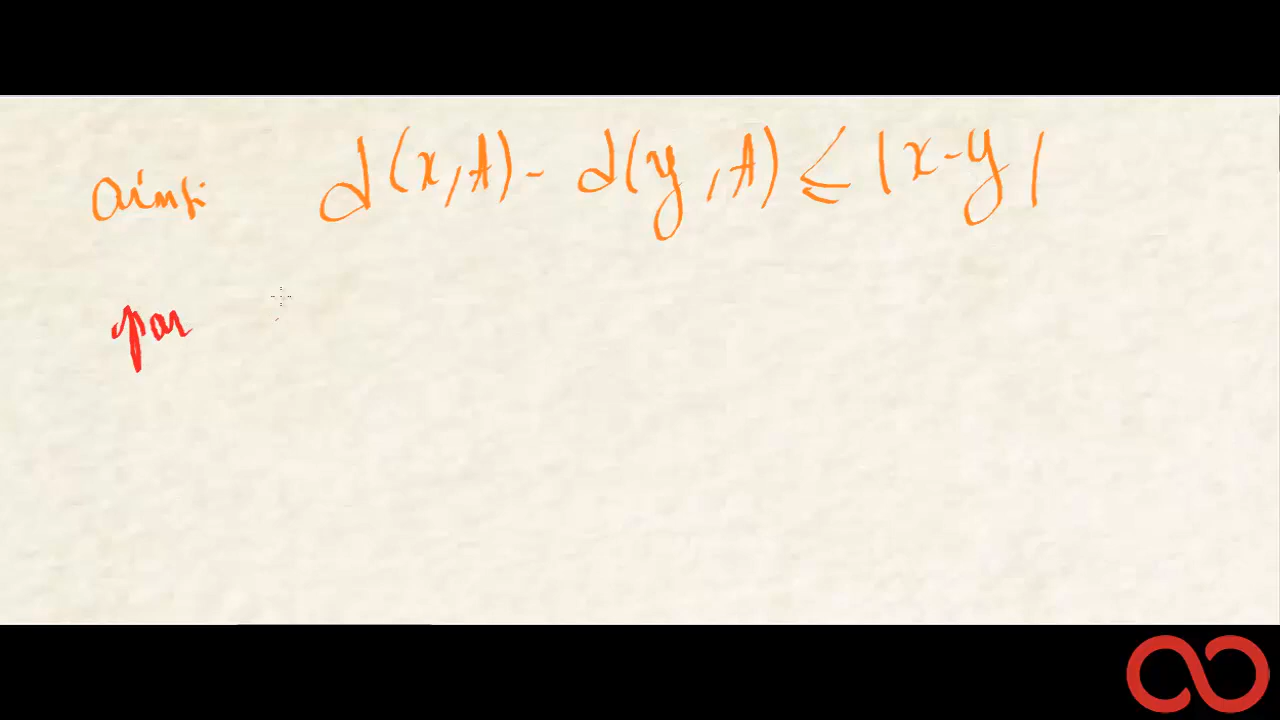 ainsi d(x,A) - d(y,A) ≤ |x-y|
par